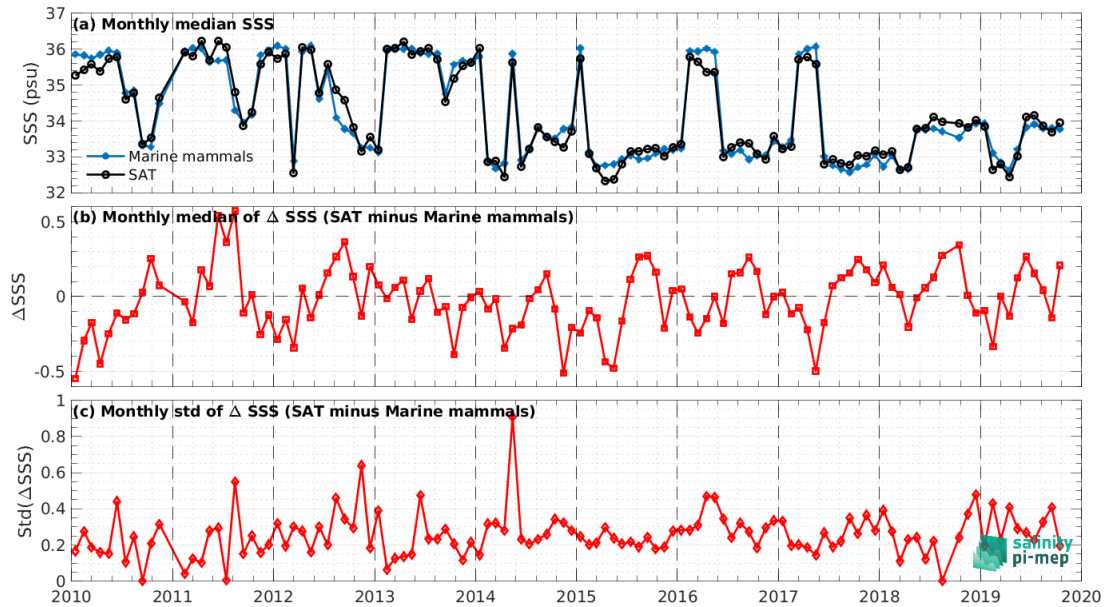 (a) Monthly median SSS
37
36
35
34
33
32
SSS (psu)
Marine mammals
SAT
(b) Monthly median of Δ SSS (SAT minus Marine mammals)
0.5
0
-0.5
ΔSSS
(c) Monthly std of Δ SSS (SAT minus Marine mammals)
1
0.8
0.6
0.4
0.2
0
Std(ΔSSS)
salinity
pi-mep
2010 2011 2012 2013 2014 2015 2016 2017 2018 2019 2020